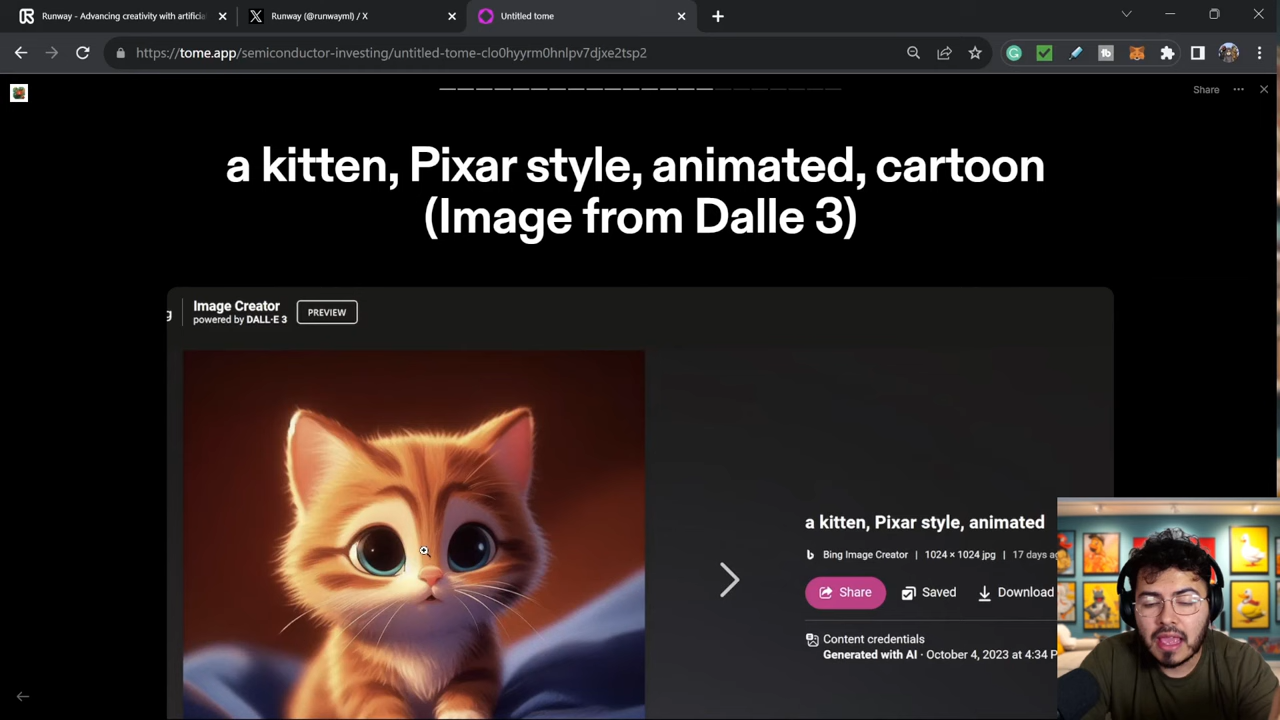 Runway - Advancing creativity with artificial
Runway (@runwayml) / X
Untitled tome
https://tome.app/semiconductor-investing/untitled-tome-clo0hyyrm0hnlpv7djxe2tsp2
Share
a kitten, Pixar style, animated, cartoon
(Image from Dalle 3)
g
Image Creator
powered by DALL·E 3
PREVIEW
a kitten, Pixar style, animated
b Bing Image Creator | 1024 × 1024 jpg | 17 days ag
Share
Saved
Download
Content credentials
Generated with AI · October 4, 2023 at 4:34 P